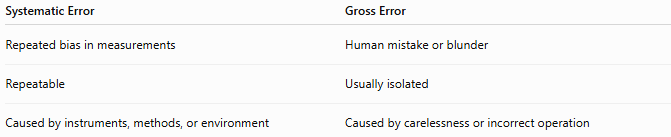 Systematic Error Gross Error
Repeated bias in measurements Human mistake or blunder
Repeatable Usually isolated
Caused by instruments, methods, or environment Caused by carelessness or incorrect operation